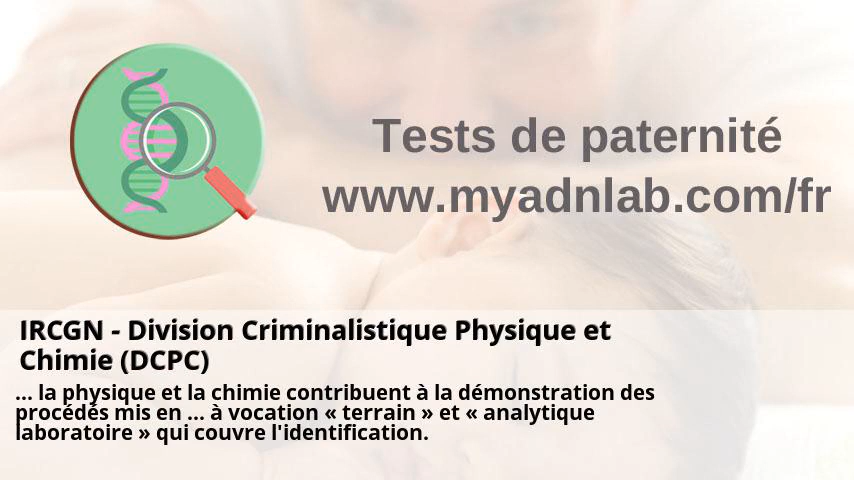 Tests de paternité
www.myadnlab.com/fr
IRCGN - Division Criminalistique Physique et
Chimie (DCPC)
... la physique et la chimie contribuent à la démonstration des
procédés mis en ... à vocation « terrain » et « analytique
laboratoire » qui couvre l'identification.